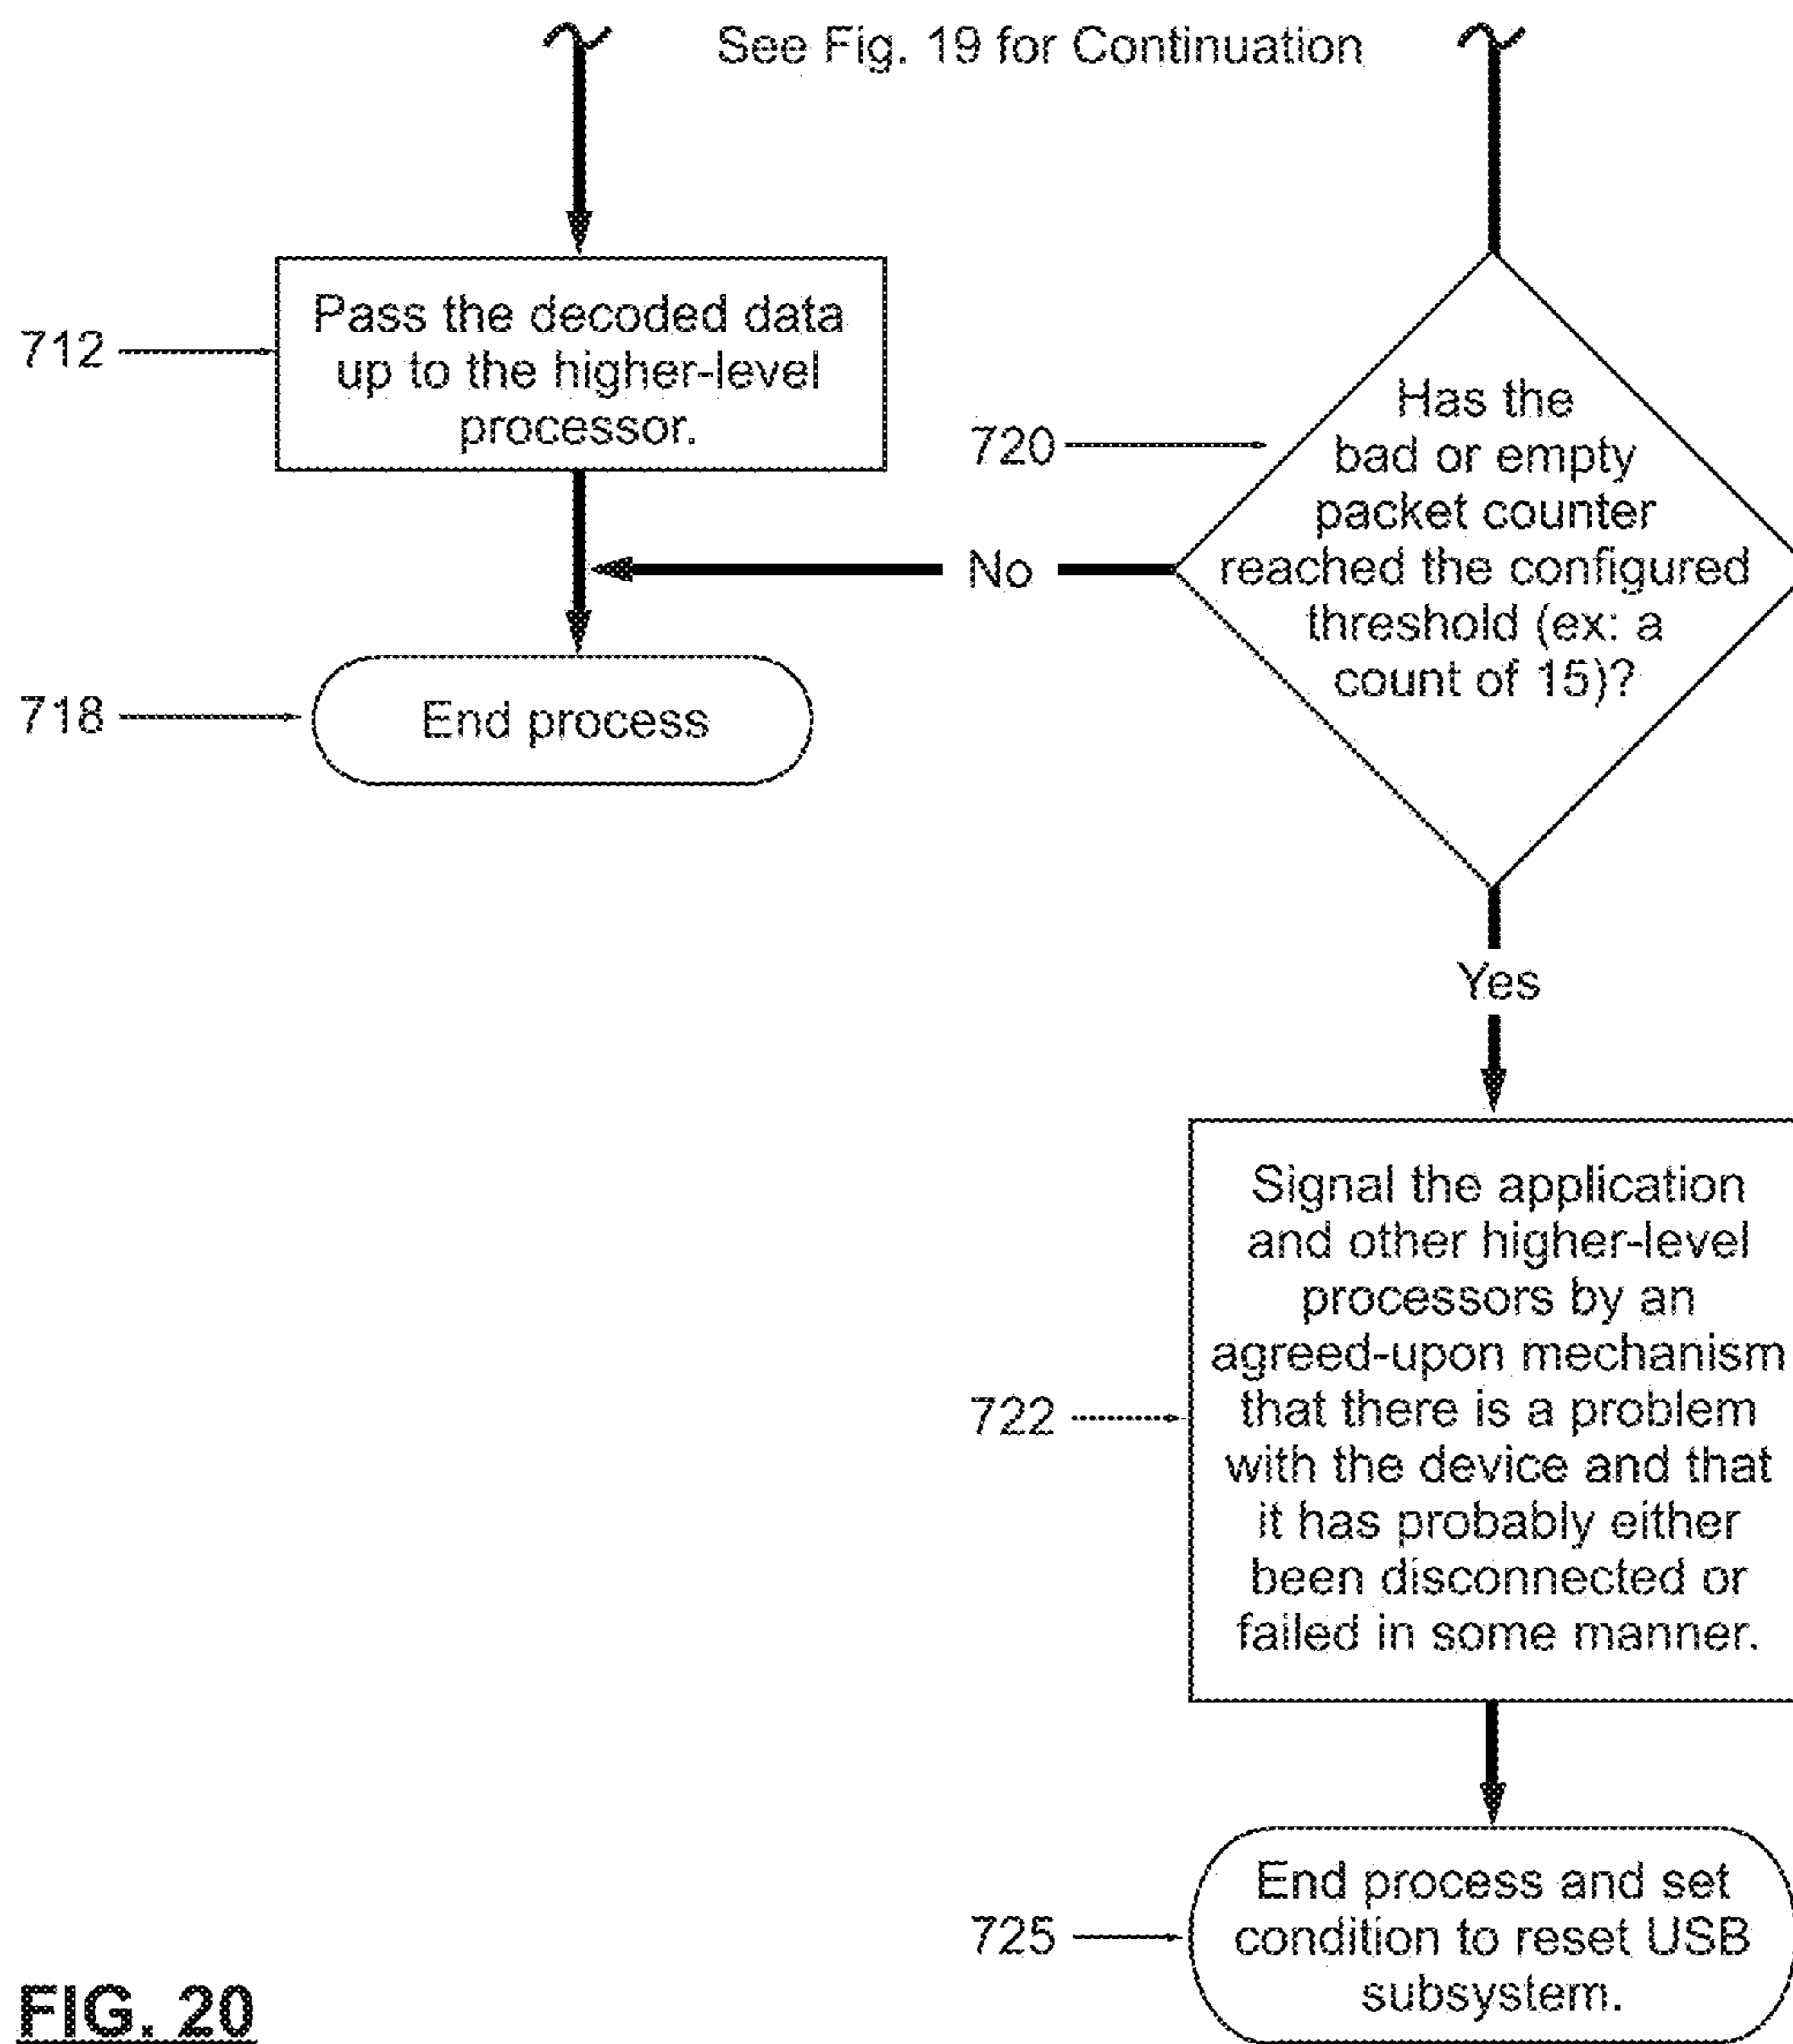 See Fig. 19 for Continuation
712
Pass the decoded data
up to the higher-level
processor.
720
Has the
bad or empty
packet counter
reached the configured
threshold (ex: a
count of 15)?
No
718
End process
Yes
722
Signal the application
and other higher-level
processors by an
agreed-upon mechanism
that there is a problem
with the device and that
it has probably either
been disconnected or
failed in some manner.
725
End process and set
condition to reset USB
subsystem.
FIG. 20